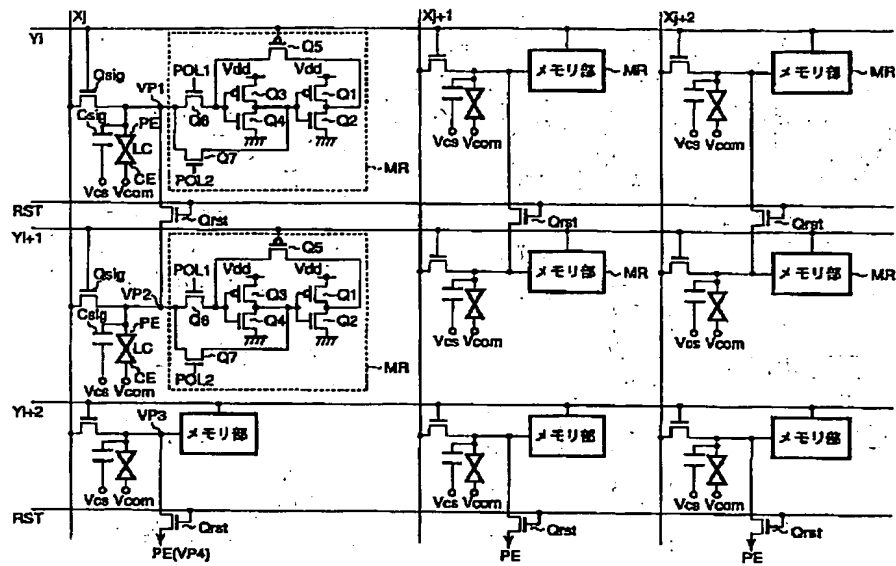 Xj Xj+1 Xj+2
Yi
Q5
Qsig POL1 Vdd Vdd メモリ部 MR メモリ部 MR
VP1 Q3 Q1
Csig PE Q6 Q4 Q2
LC Q7
CE POL2 MR
Vcs Vcom Vcs Vcom Vcs Vcom
RST
Qrst Qrst Qrst
Yi+1
Q5
Qsig POL1 Vdd Vdd メモリ部 MR メモリ部 MR
VP2 Q3 Q1
Csig PE Q6 Q4 Q2
LC Q7
CE POL2 MR
Vcs Vcom Vcs Vcom Vcs Vcom
Yi+2
VP3 メモリ部 メモリ部 メモリ部
Vcs Vcom Vcs Vcom Vcs Vcom
RST
Qrst Qrst Qrst
PE(VP4) PE PE